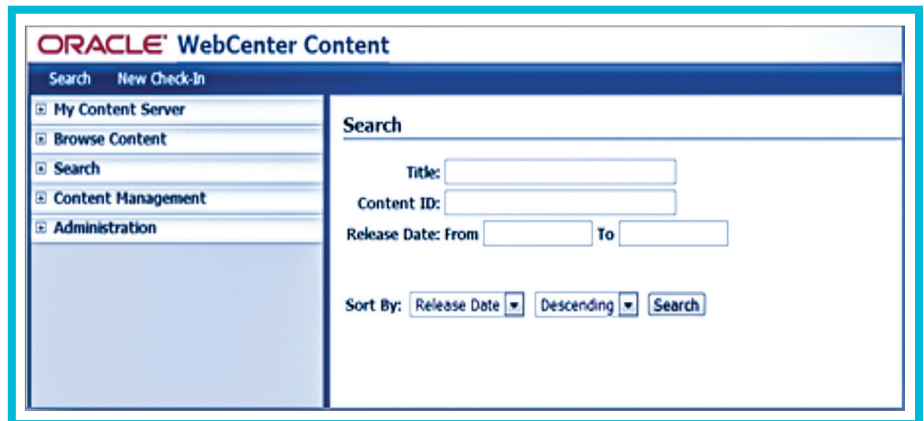 ORACLE WebCenter Content
Search New Check-In
My Content Server
Browse Content
Search
Content Management
Administration
Search
Title:
Content ID:
Release Date: From To
Sort By: Release Date Descending Search